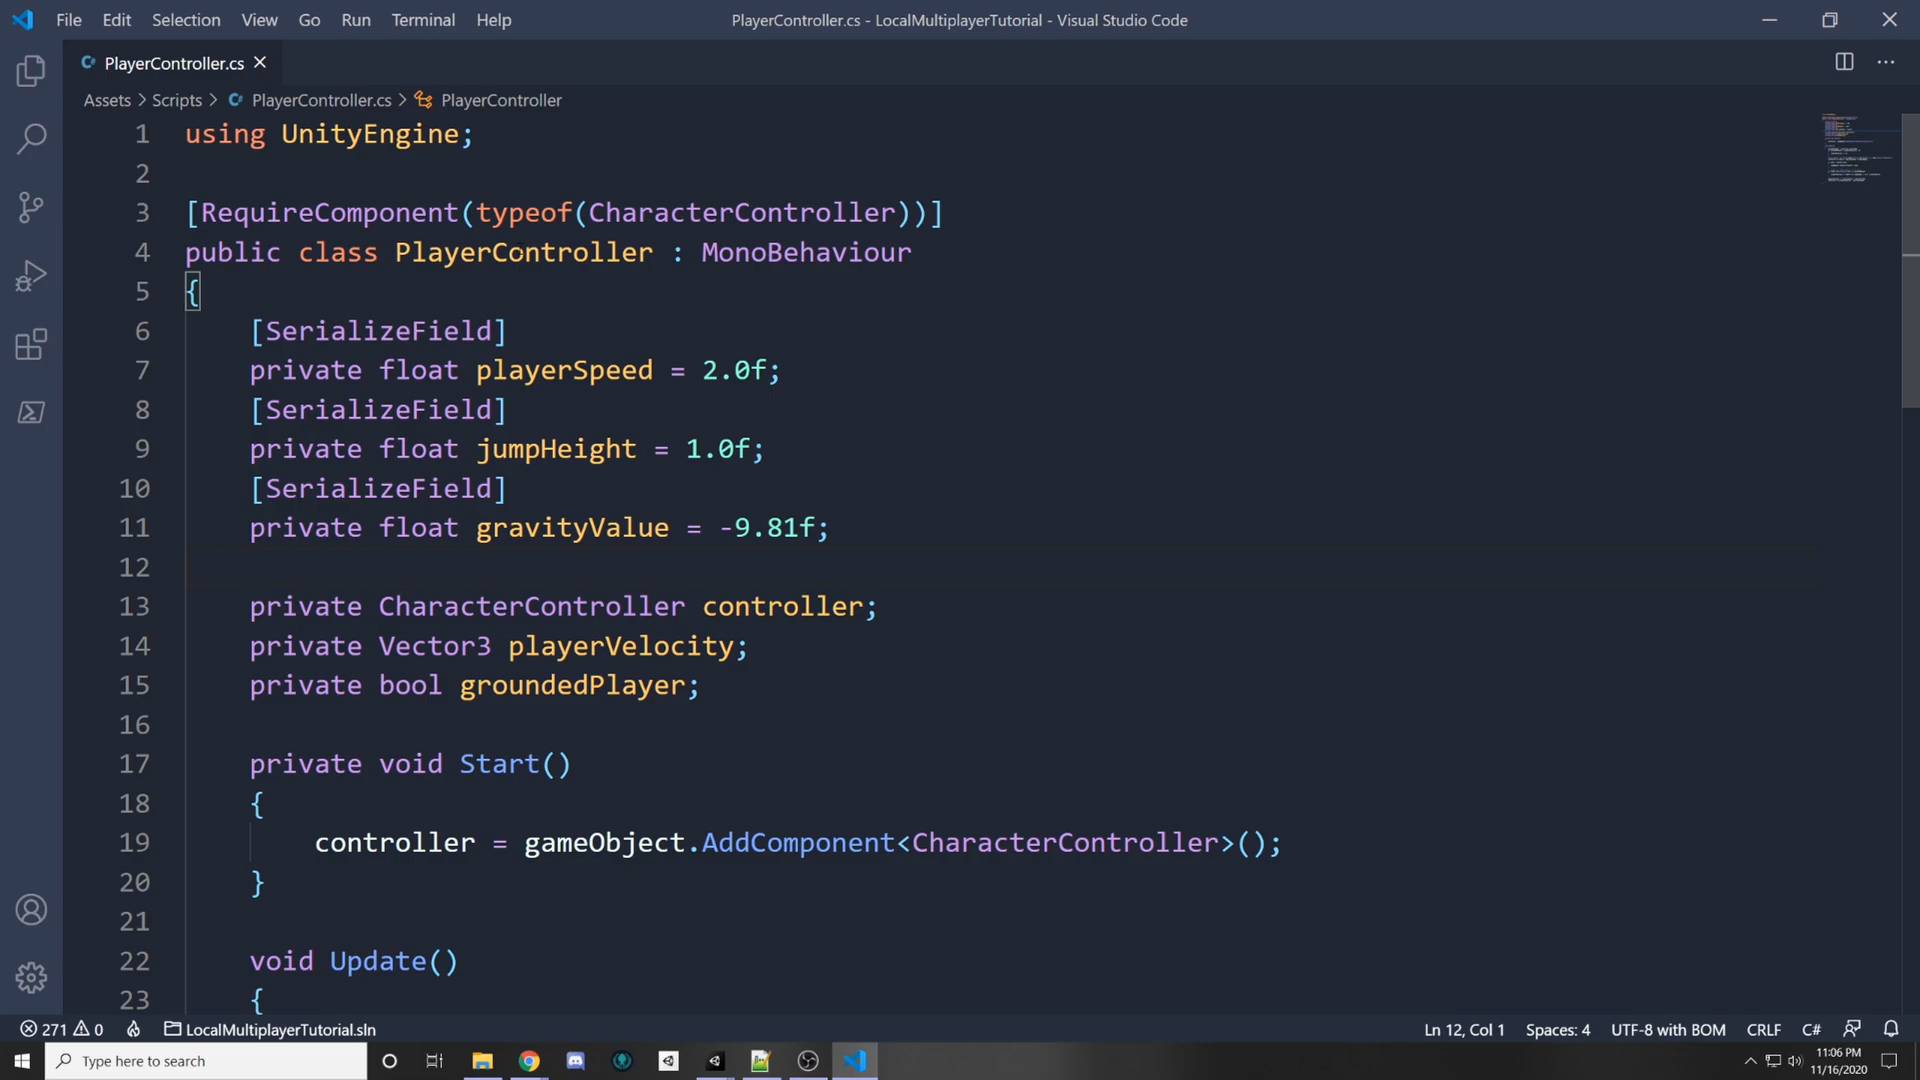 File Edit Selection View Go Run Terminal Help PlayerController.cs - LocalMultiplayerTutorial - Visual Studio Code
PlayerController.cs
Assets > Scripts > PlayerController.cs > PlayerController
1 using UnityEngine;
2
3 [RequireComponent(typeof(CharacterController))]
4 public class PlayerController : MonoBehaviour
5 {
6 [SerializeField]
7 private float playerSpeed = 2.0f;
8 [SerializeField]
9 private float jumpHeight = 1.0f;
10 [SerializeField]
11 private float gravityValue = -9.81f;
12
13 private CharacterController controller;
14 private Vector3 playerVelocity;
15 private bool groundedPlayer;
16
17 private void Start()
18 {
19 controller = gameObject.AddComponent<CharacterController>();
20 }
21
22 void Update()
23 {
271 0 LocalMultiplayerTutorial.sln Ln 12, Col 1 Spaces: 4 UTF-8 with BOM CRLF C#
Type here to search 11:06 PM
11/16/2020